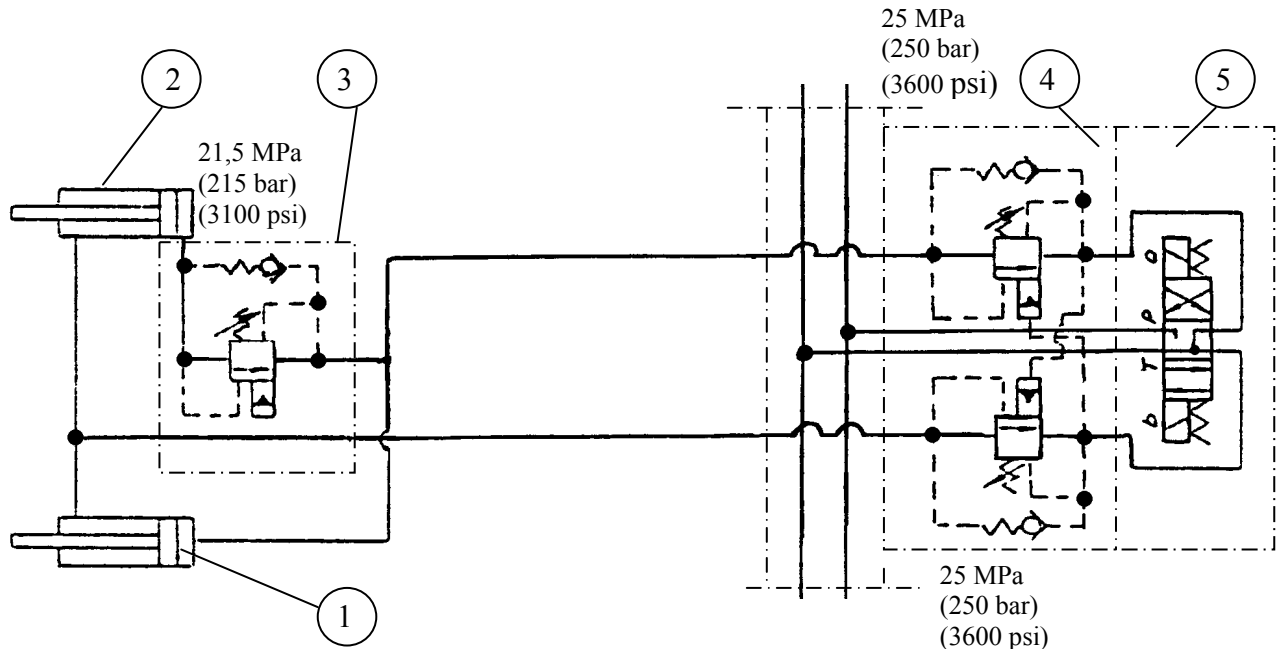 25 MPa
(250 bar)
(3600 psi)
2
3
4
5
21,5 MPa
(215 bar)
(3100 psi)
a
P
T
b
1
25 MPa
(250 bar)
(3600 psi)